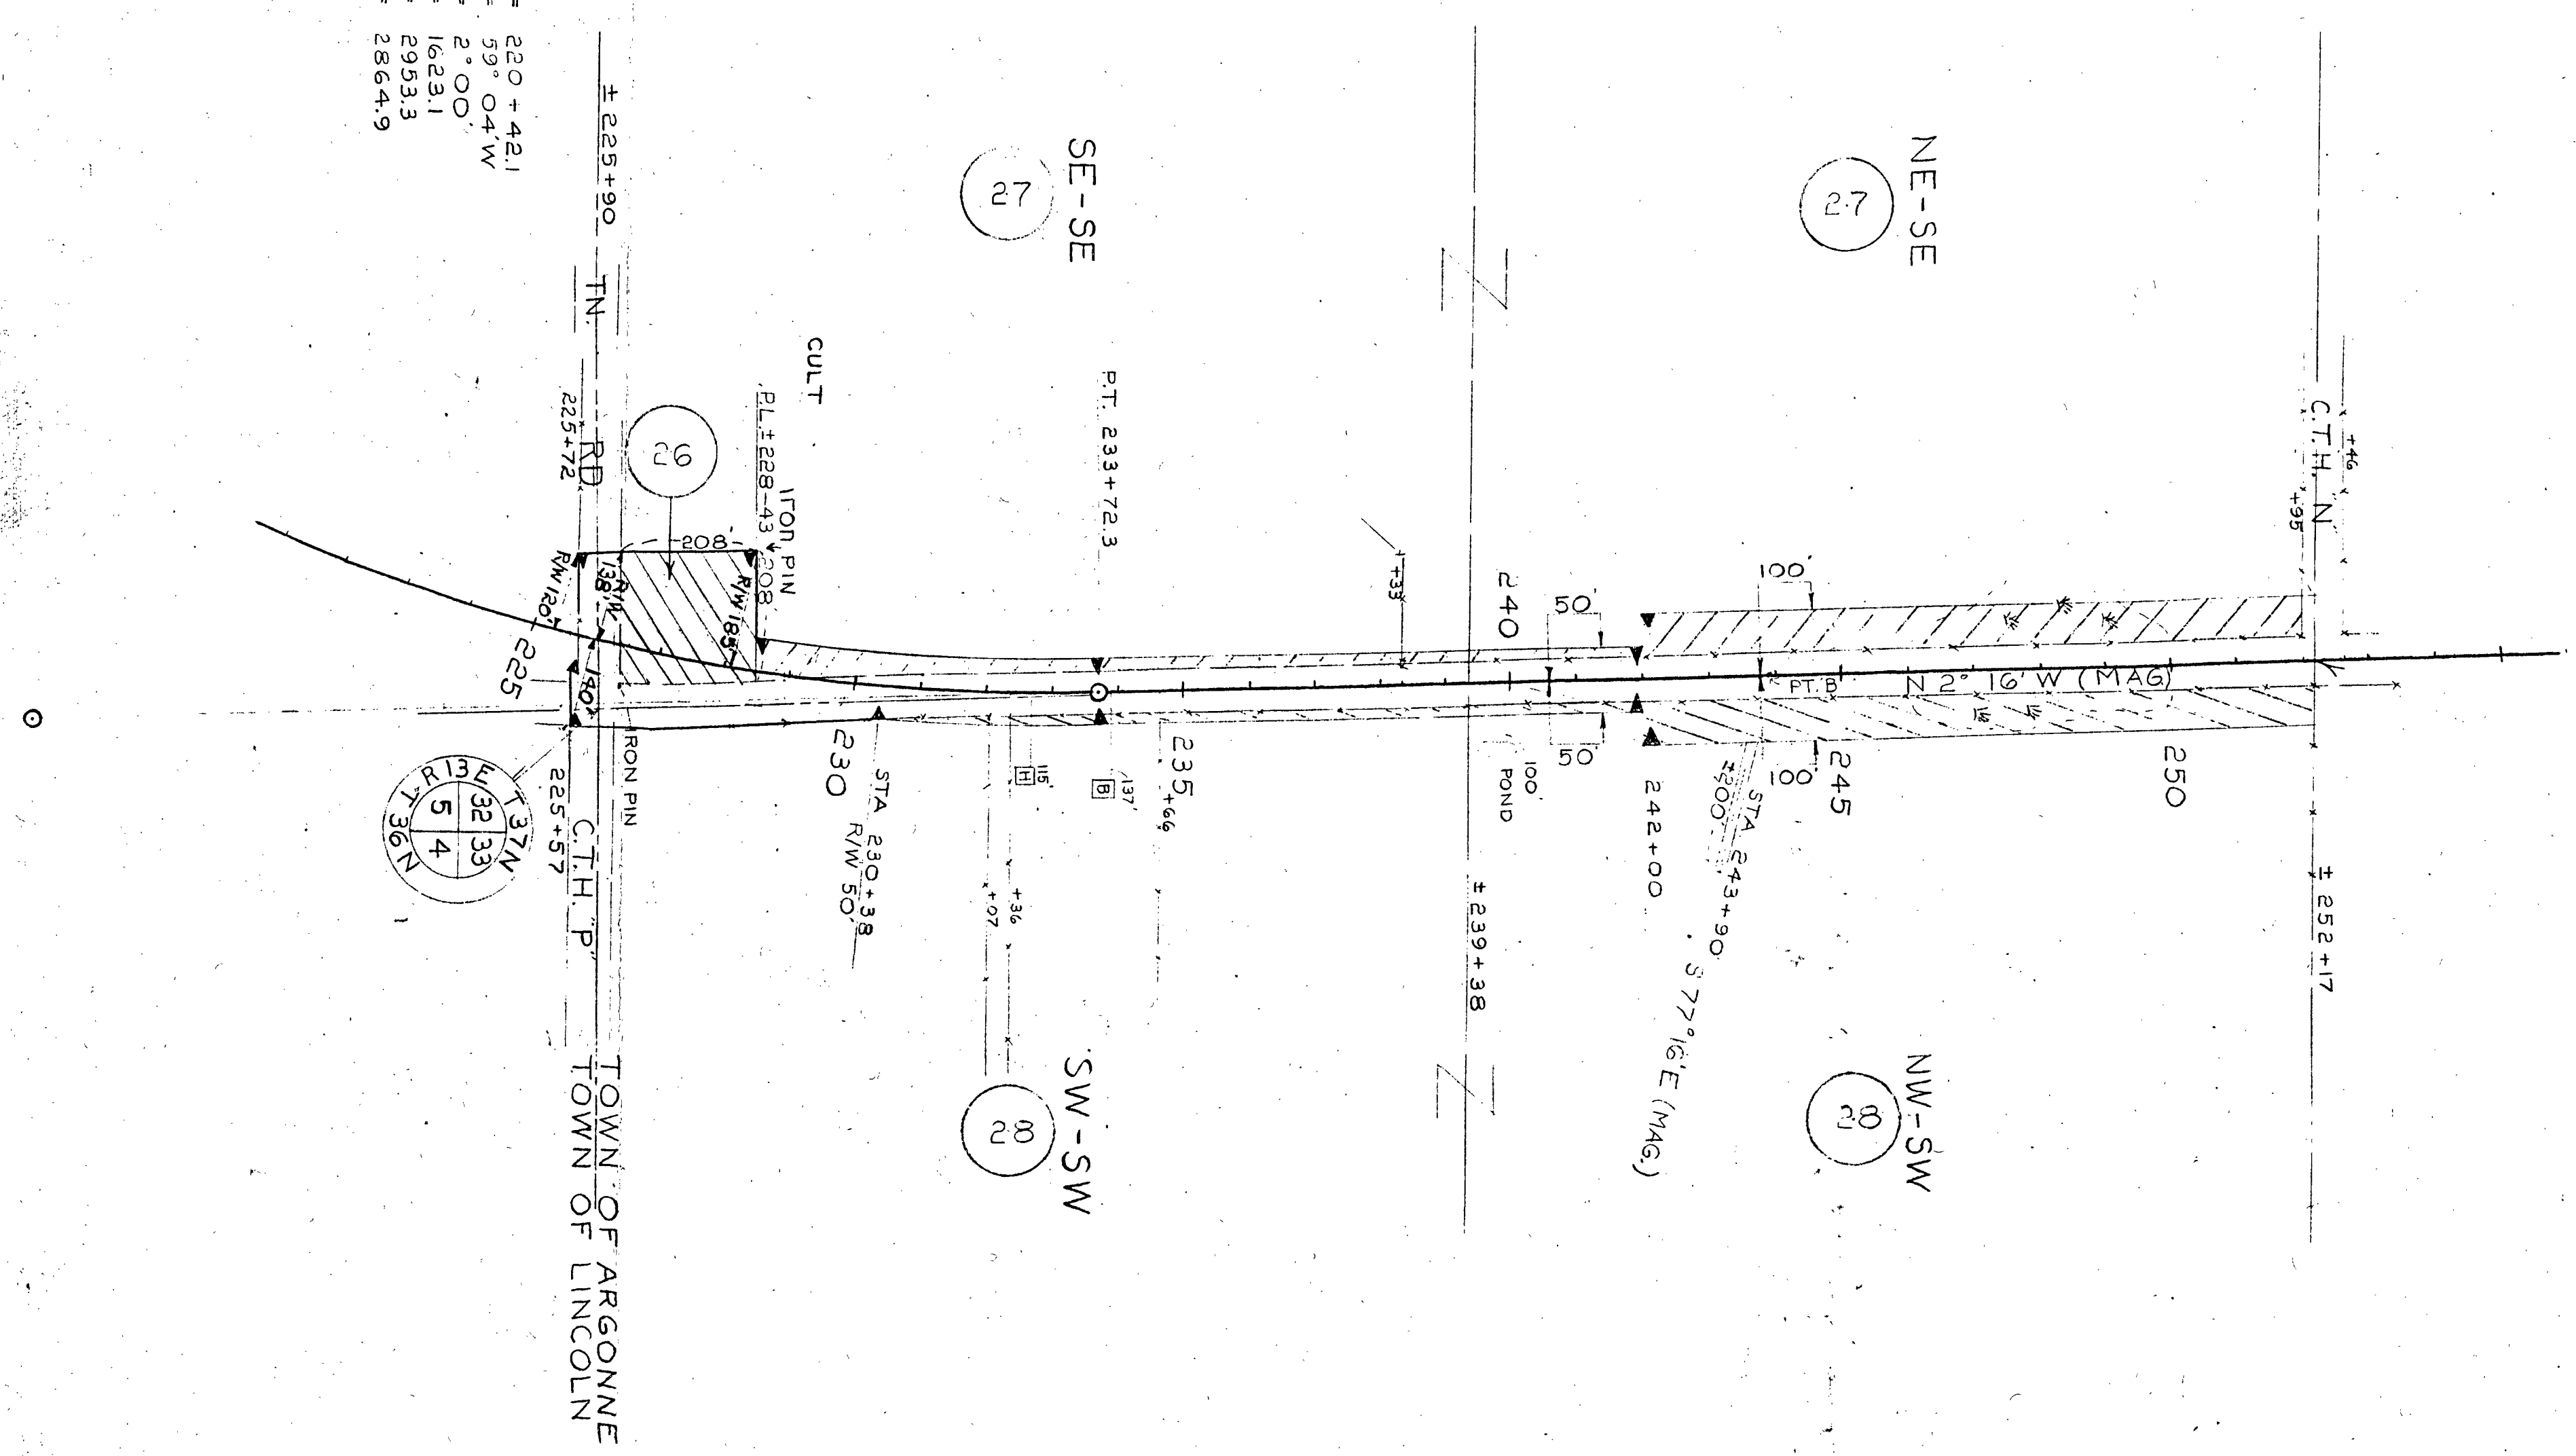 220 + 42.1
59° 04' W
2° 00'
1623.1
2953.3
2864.9
± 225+90
TN. RD
225+72
27
SE-SE
27
NE-SE
CULT
26
P.L. ± 228-43
IRON PIN
208'
208'
R/W 120'
R/W 138'
R/W 185'
140'
P.T. 233+72.3
+33
C.T.H. "N"
+46
+95
50'
100'
50'
100'
225
230
235
240
245
250
PT. B
N 2° 16' W (MAG)
IRON PIN
225+57
C.T.H. "P"
R 13 E
T 37 N
T 36 N
32
33
5
4
STA 230+38
R/W 50'
+07
+36
115'
H
137'
B
+66
100'
POND
± 239+38
242+00
STA 243+90
±200'
S 77° 16' E (MAG.)
± 252+17
SW-SW
28
NW-SW
28
TOWN OF ARGONNE
TOWN OF LINCOLN